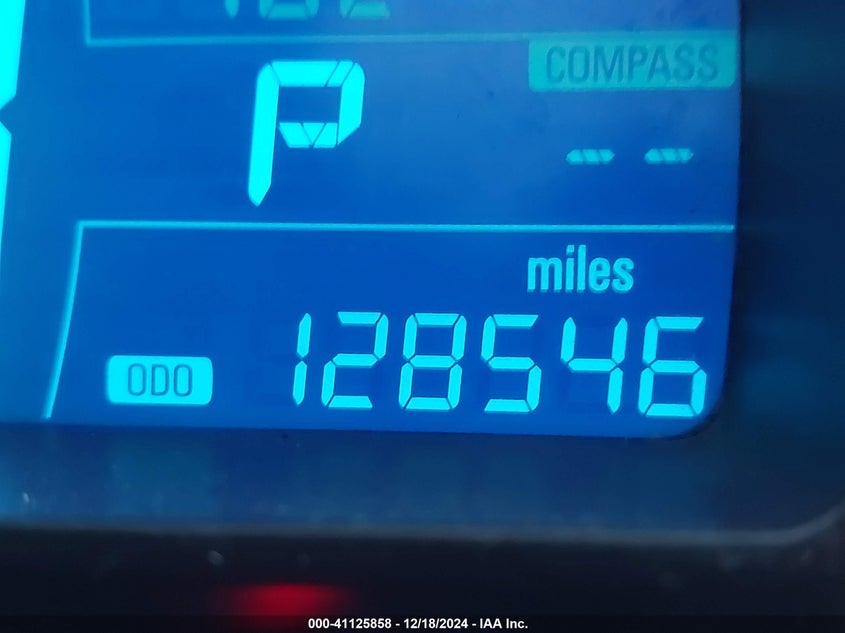 COMPASS
P
-- --
miles
ODO 128546
000-41125858 - 12/18/2024 - IAA Inc.